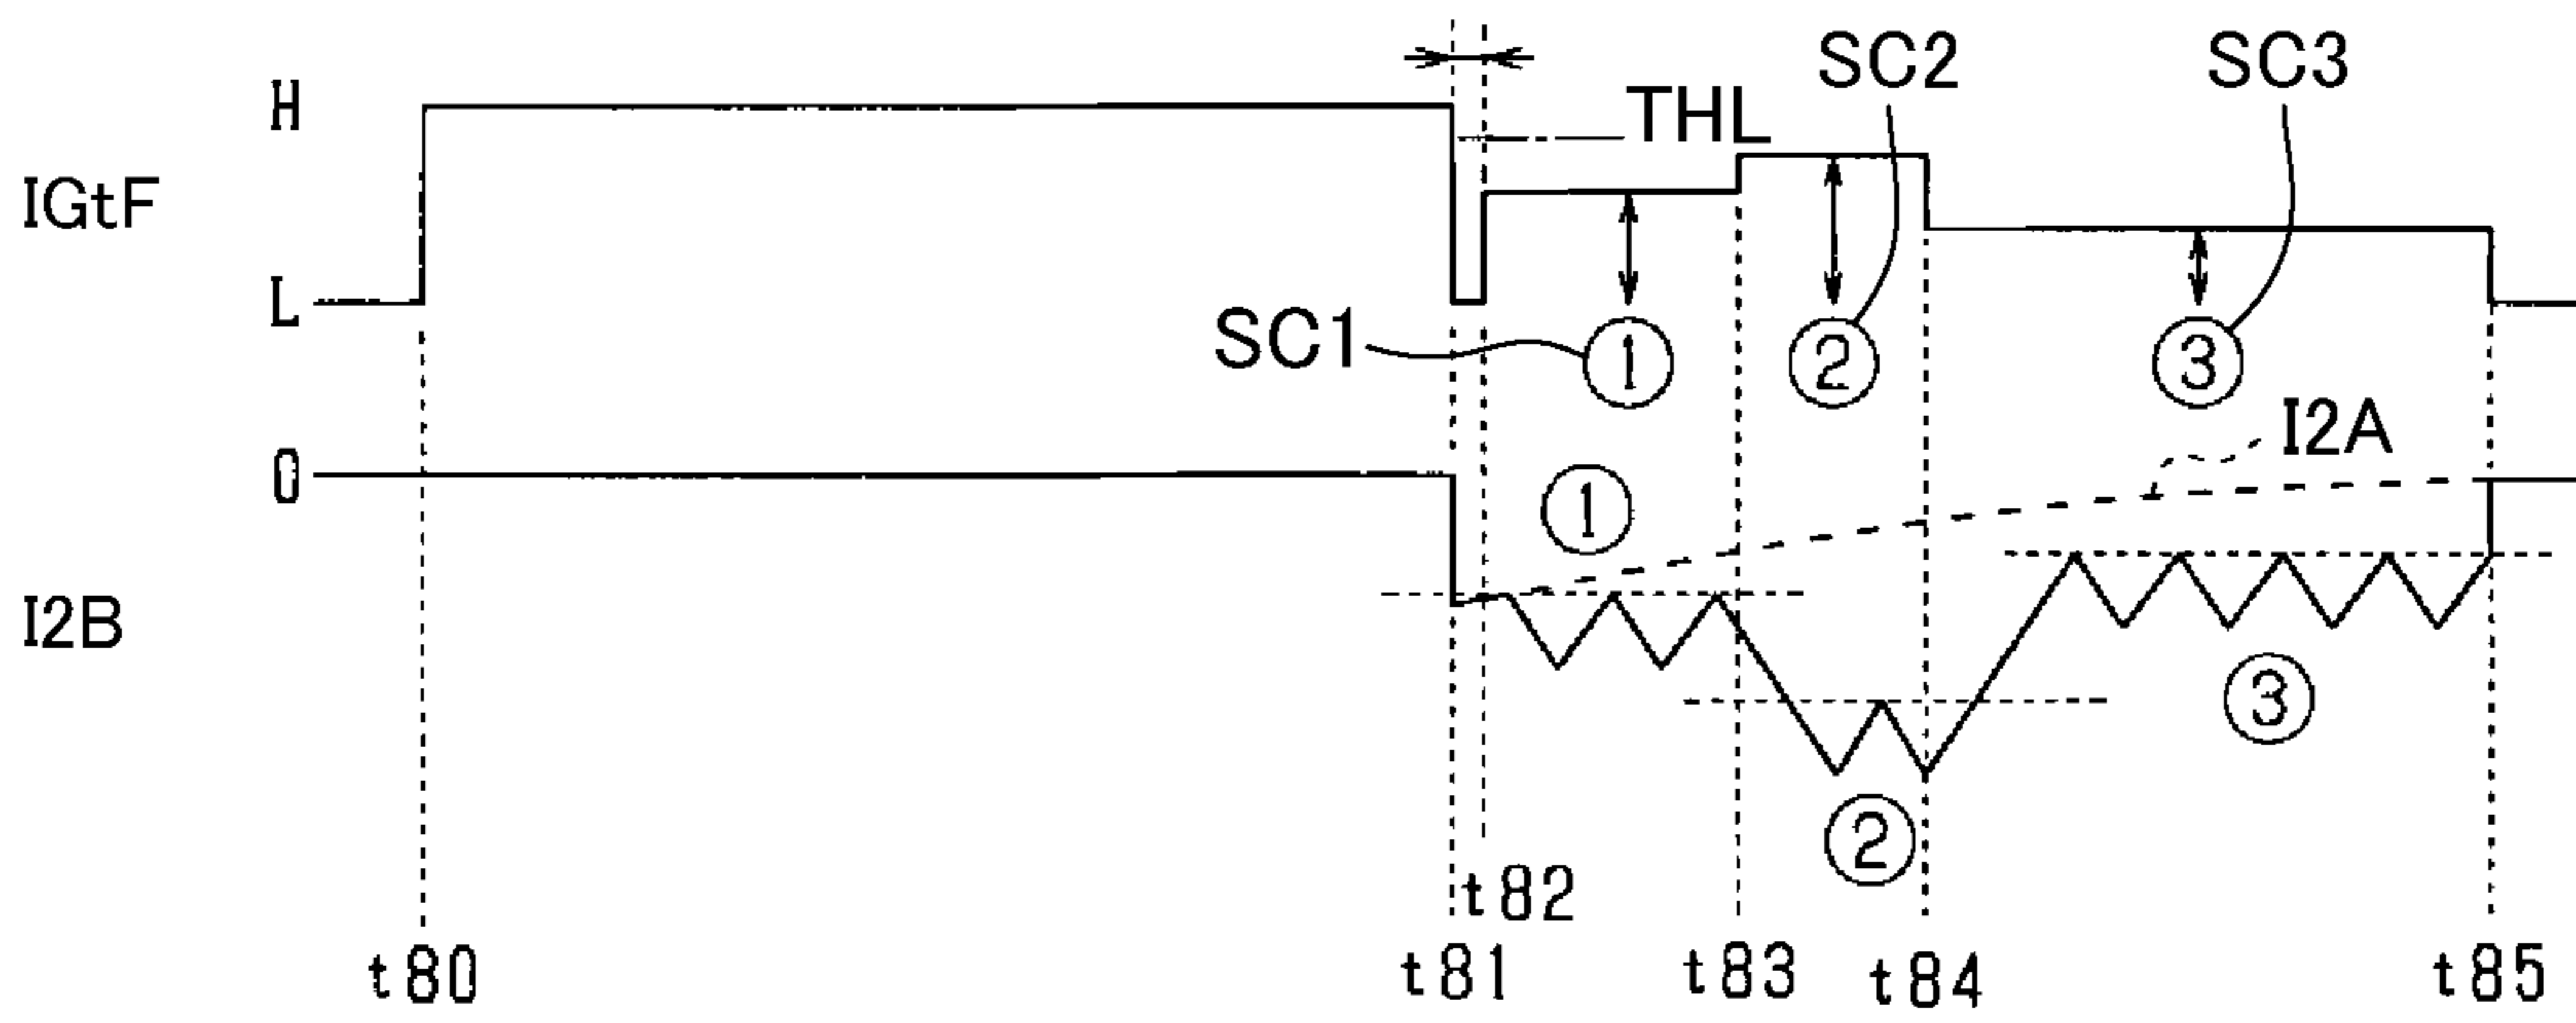 SC2
SC3
H
THL
IGtF
L
SC1
①
②
③
I2A
0
①
I2B
③
②
t82
t80
t81
t83
t84
t85